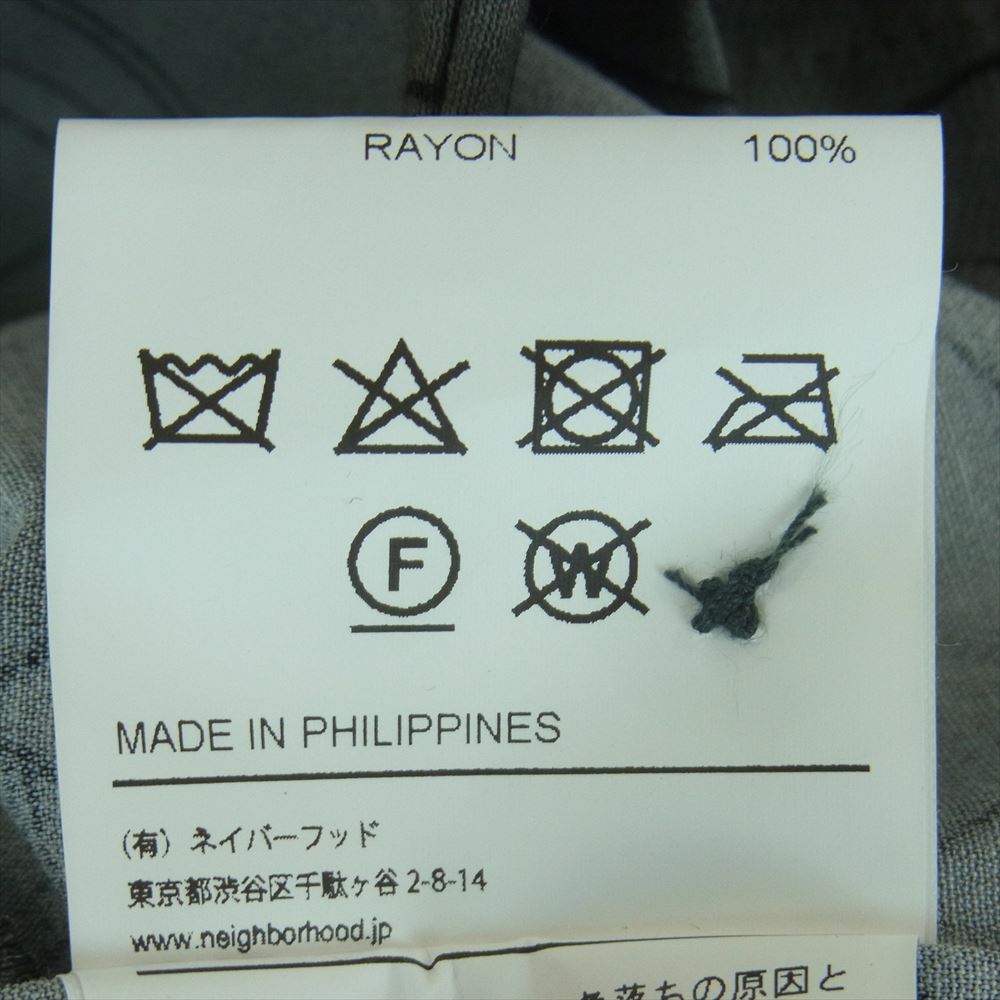 RAYON 100%
F W
MADE IN PHILIPPINES
(有) ネイバーフッド
東京都渋谷区千駄ヶ谷 2-8-14
www.neighborhood.jp
色落ちの原因と